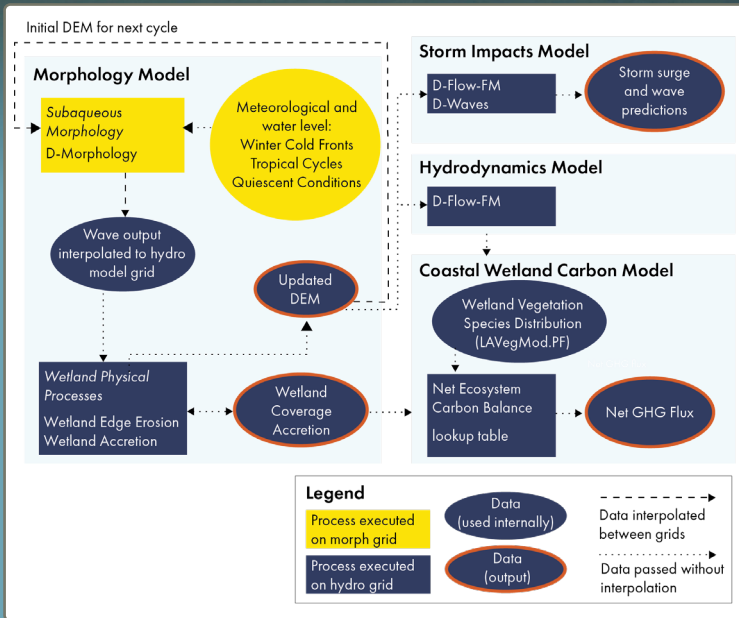 Initial DEM for next cycle
Morphology Model
Subaqueous
Morphology
D-Morphology
Meteorological and
water level:
Winter Cold Fronts
Tropical Cycles
Quiescent Conditions
Wave output
interpolated to hydro
model grid
Updated
DEM
Wetland Physical
Processes
Wetland Edge Erosion
Wetland Accretion
Wetland
Coverage
Accretion
Storm Impacts Model
D-Flow-FM
D-Waves
Storm surge
and wave
predictions
Hydrodynamics Model
D-Flow-FM
Coastal Wetland Carbon Model
Wetland Vegetation
Species Distribution
(LAVegMod.PF)
Net Ecosystem
Carbon Balance
lookup table
Net GHG Flux
Legend
Process executed
on morph grid
Process executed
on hydro grid
Data
(used internally)
Data
(output)
Data interpolated
between grids
Data passed without
interpolation